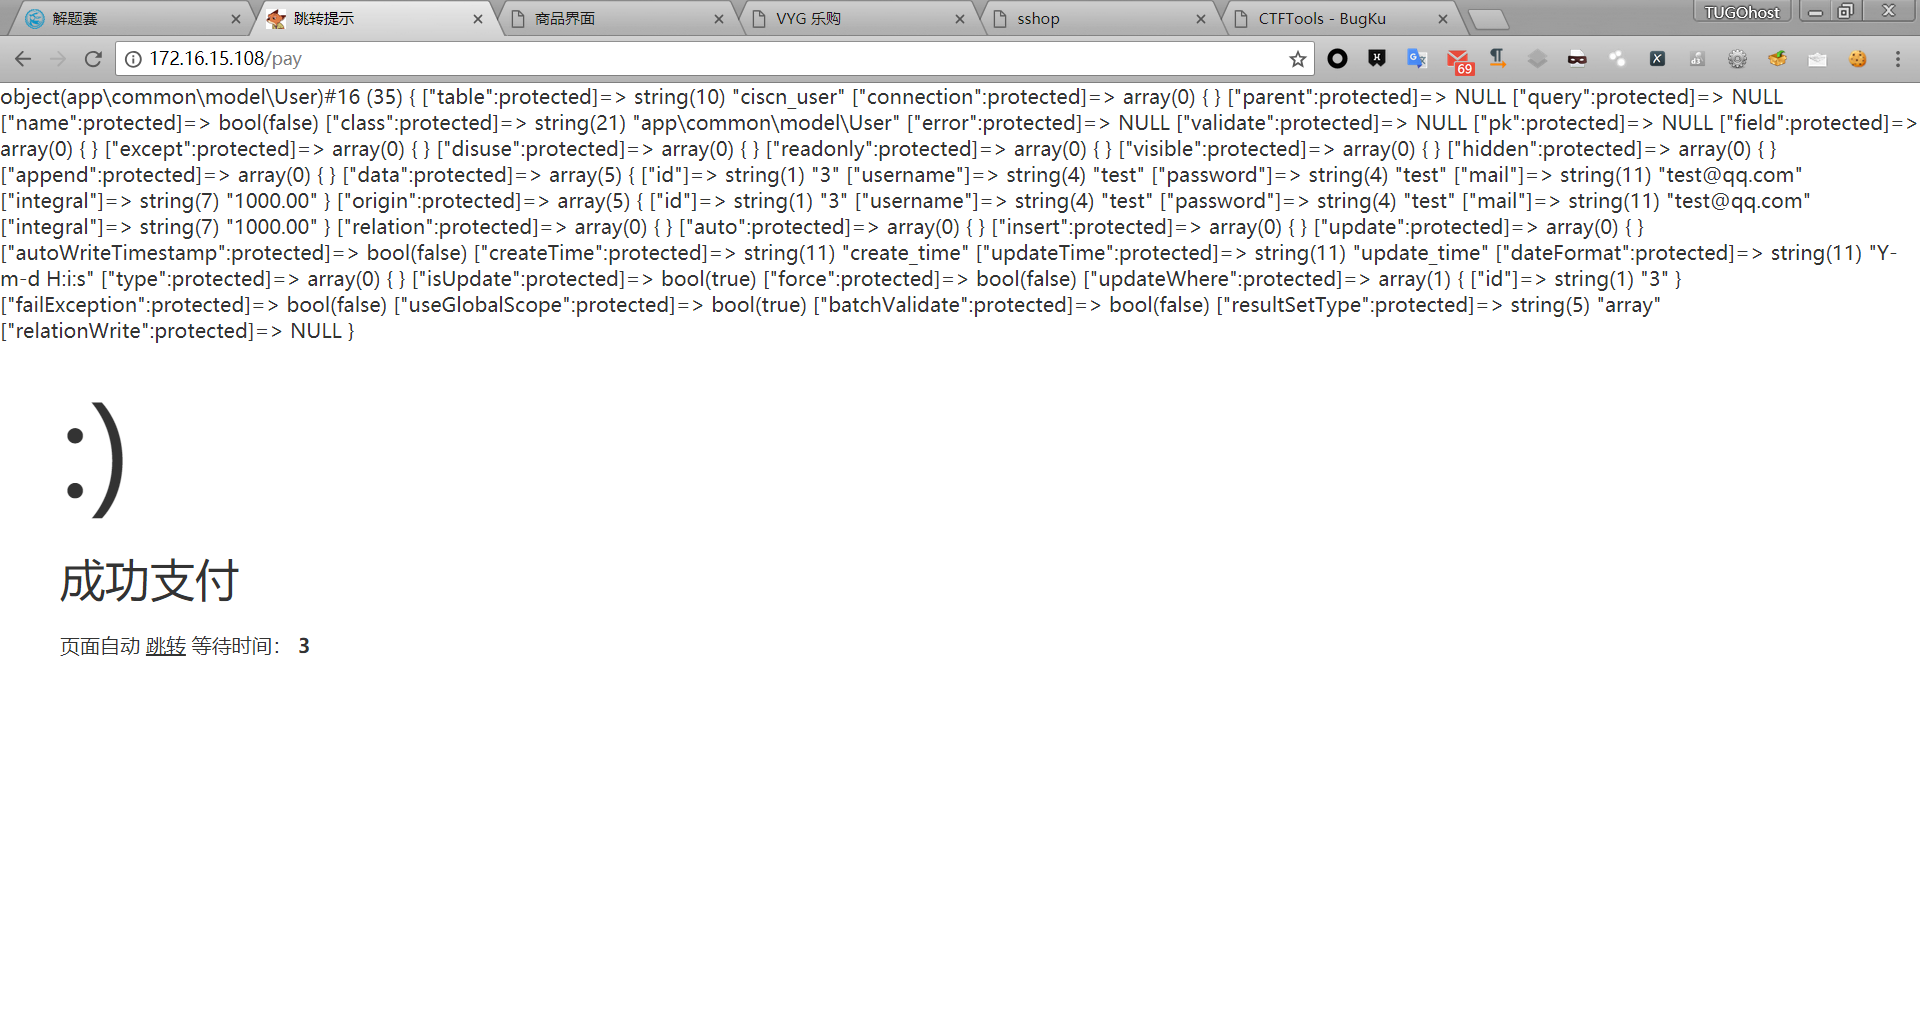 解题赛
跳转提示
商品界面
VYG 乐购
sshop
CTFTools - BugKu
TUGOhost
172.16.15.108/pay
69
object(app\common\model\User)#16 (35) { ["table":protected]=> string(10) "ciscn_user" ["connection":protected]=> array(0) { } ["parent":protected]=> NULL ["query":protected]=> NULL
["name":protected]=> bool(false) ["class":protected]=> string(21) "app\common\model\User" ["error":protected]=> NULL ["validate":protected]=> NULL ["pk":protected]=> NULL ["field":protected]=>
array(0) { } ["except":protected]=> array(0) { } ["disuse":protected]=> array(0) { } ["readonly":protected]=> array(0) { } ["visible":protected]=> array(0) { } ["hidden":protected]=> array(0) { }
["append":protected]=> array(0) { } ["data":protected]=> array(5) { ["id"]=> string(1) "3" ["username"]=> string(4) "test" ["password"]=> string(4) "test" ["mail"]=> string(11) "test@qq.com"
["integral"]=> string(7) "1000.00" } ["origin":protected]=> array(5) { ["id"]=> string(1) "3" ["username"]=> string(4) "test" ["password"]=> string(4) "test" ["mail"]=> string(11) "test@qq.com"
["integral"]=> string(7) "1000.00" } ["relation":protected]=> array(0) { } ["auto":protected]=> array(0) { } ["insert":protected]=> array(0) { } ["update":protected]=> array(0) { }
["autoWriteTimestamp":protected]=> bool(false) ["createTime":protected]=> string(11) "create_time" ["updateTime":protected]=> string(11) "update_time" ["dateFormat":protected]=> string(11) "Y-
m-d H:i:s" ["type":protected]=> array(0) { } ["isUpdate":protected]=> bool(true) ["force":protected]=> bool(false) ["updateWhere":protected]=> array(1) { ["id"]=> string(1) "3" }
["failException":protected]=> bool(false) ["useGlobalScope":protected]=> bool(true) ["batchValidate":protected]=> bool(false) ["resultSetType":protected]=> string(5) "array"
["relationWrite":protected]=> NULL }
:)
成功支付
页面自动 跳转 等待时间： 3